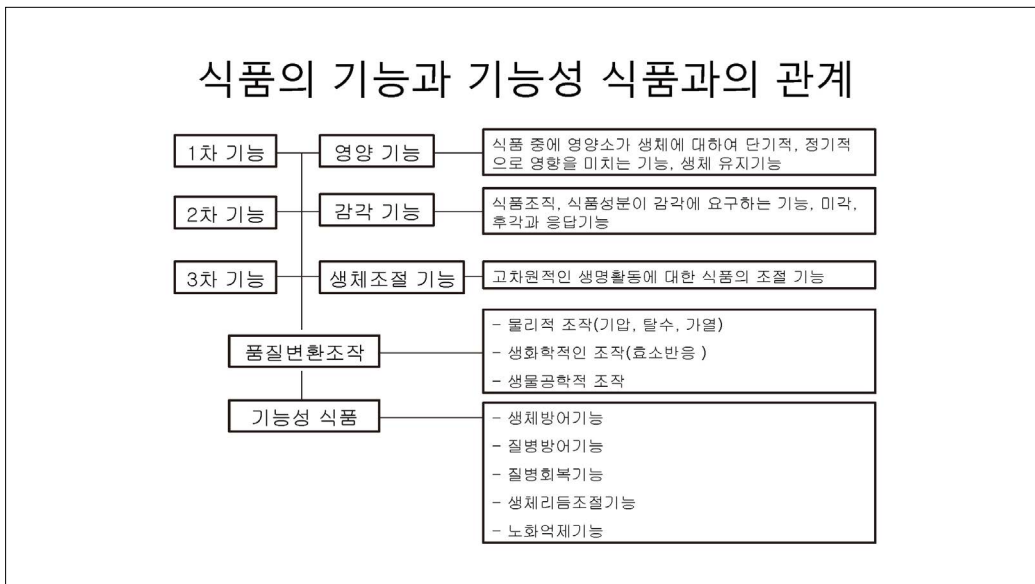 식품의 기능과 기능성 식품과의 관계
1차 기능
영양 기능
식품 중에 영양소가 생체에 대하여 단기적, 정기적
으로 영향을 미치는 기능, 생체 유지기능
2차 기능
감각 기능
식품조직, 식품성분이 감각에 요구하는 기능, 미각,
후각과 응답기능
3차 기능
생체조절 기능
고차원적인 생명활동에 대한 식품의 조절 기능
품질변환조작
– 물리적 조작(기압, 탈수, 가열)
– 생화학적인 조작(효소반응 )
– 생물공학적 조작
기능성 식품
– 생체방어기능
– 질병방어기능
– 질병회복기능
– 생체리듬조절기능
– 노화억제기능